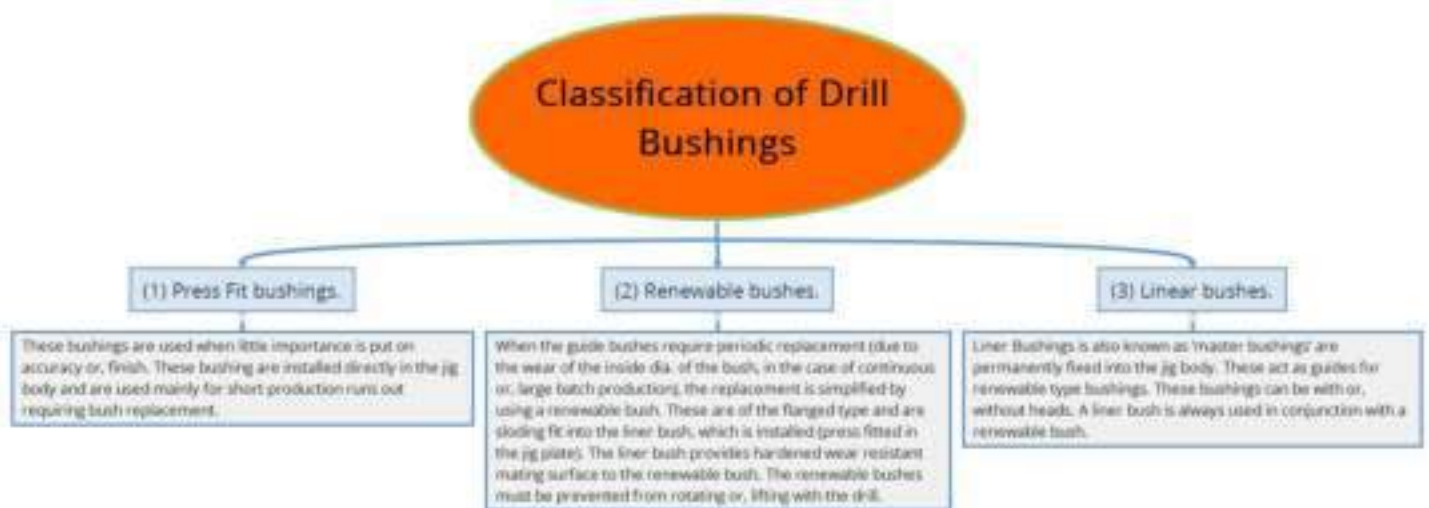 Classification of Drill
Bushings
(1) Press Fit bushings.
These bushings are used when little importance is put on
accuracy or, finish. These bushing are installed directly in the jig
body and are used mainly for short production runs out
requiring bush replacement.
(2) Renewable bushes.
When the guide bushes require periodic replacement (due to
the wear of the inside dia. of the bush, in the case of continuous
or, large batch production), the replacement is simplified by
using a renewable bush. These are of the flanged type and are
sloding fit into the liner bush, which is installed (press fitted in
the jig plate). The liner bush provides hardened wear resistant
mating surface to the renewable bush. The renewable bushes
must be prevented from rotating or, lifting with the drill.
(3) Linear bushes.
Liner Bushings is also known as 'master bushings' are
permanently fixed into the jig body. These act as guides for
renewable type bushings. These bushings can be with or,
without heads. A liner bush is always used in conjunction with a
renewable bush.